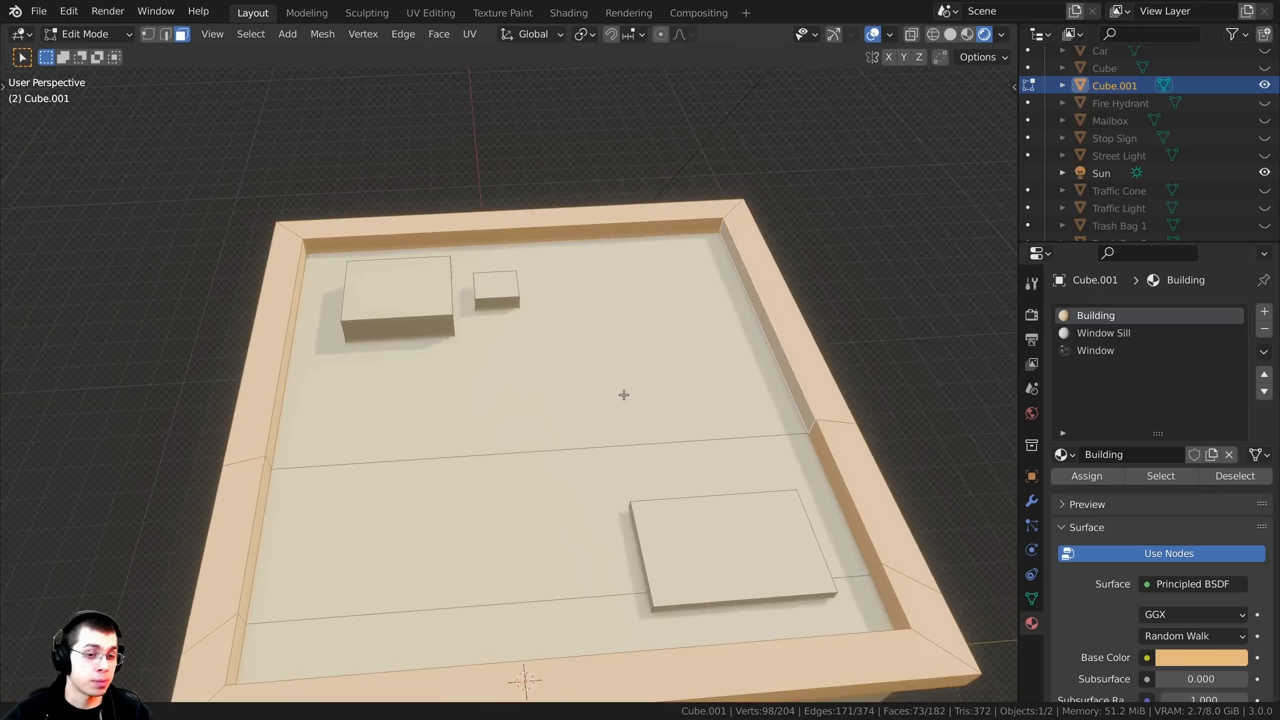 File Edit Render Window Help Layout Modeling Sculpting UV Editing Texture Paint Shading Rendering Compositing Scene View Layer
Edit Mode View Select Add Mesh Vertex Edge Face UV Global
X Y Z Options
User Perspective
(2) Cube.001
Car
Cube
Cube.001
Fire Hydrant
Mailbox
Stop Sign
Street Light
Sun
Traffic Cone
Traffic Light
Trash Bag 1
Cube.001 Building
Building
Window Sill
Window
Building
Assign Select Deselect
Preview
Surface
Use Nodes
Surface Principled BSDF
GGX
Random Walk
Base Color
Subsurface 0.000
Subsurface Ra 1.000
Select Verts:98/204 | Edges:171/374 | Faces:73/182 | Tris:372 | Objects:1/2 | Memory: 51.2 MiB | VRAM: 2.7/8.0 GiB | 3.0.0